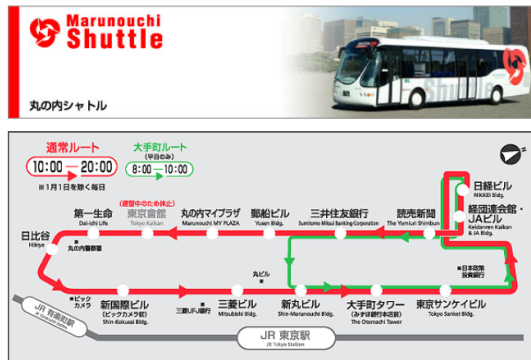 Marunouchi
Shuttle
丸の内シャトル
通常ルート
10:00 — 20:00
※1月1日を除く毎日
大手町ルート
(平日のみ)
8:00 — 10:00
N
日経ビル
NIKKEI Bldg.
経団連会館・
JAビル
Keidanren Kaikan
& JA Bldg.
第一生命
Dai-ichi Life
(建替中のため休止)
東京會館
Tokyo Kaikan
丸の内マイプラザ
Marunouchi MY PLAZA
郵船ビル
Yusen Bldg.
三井住友銀行
Sumitomo Mitsui Banking Corporation
読売新聞
The Yomiuri Shimbun
日比谷
Hibiya
丸の内警察署
丸ビル
日本政策
投資銀行
ビック
カメラ
新国際ビル
(ビックカメラ前)
Shin-Kokusai Bldg.
三菱UFJ銀行
三菱ビル
Mitsubishi Bldg.
新丸ビル
Shin-Marunouchi Bldg.
大手町タワー
(みずほ銀行本店前)
The Otemachi Tower
東京サンケイビル
Tokyo Sankei Bldg.
JR 有楽町駅
JR 東京駅
JR Tokyo Station